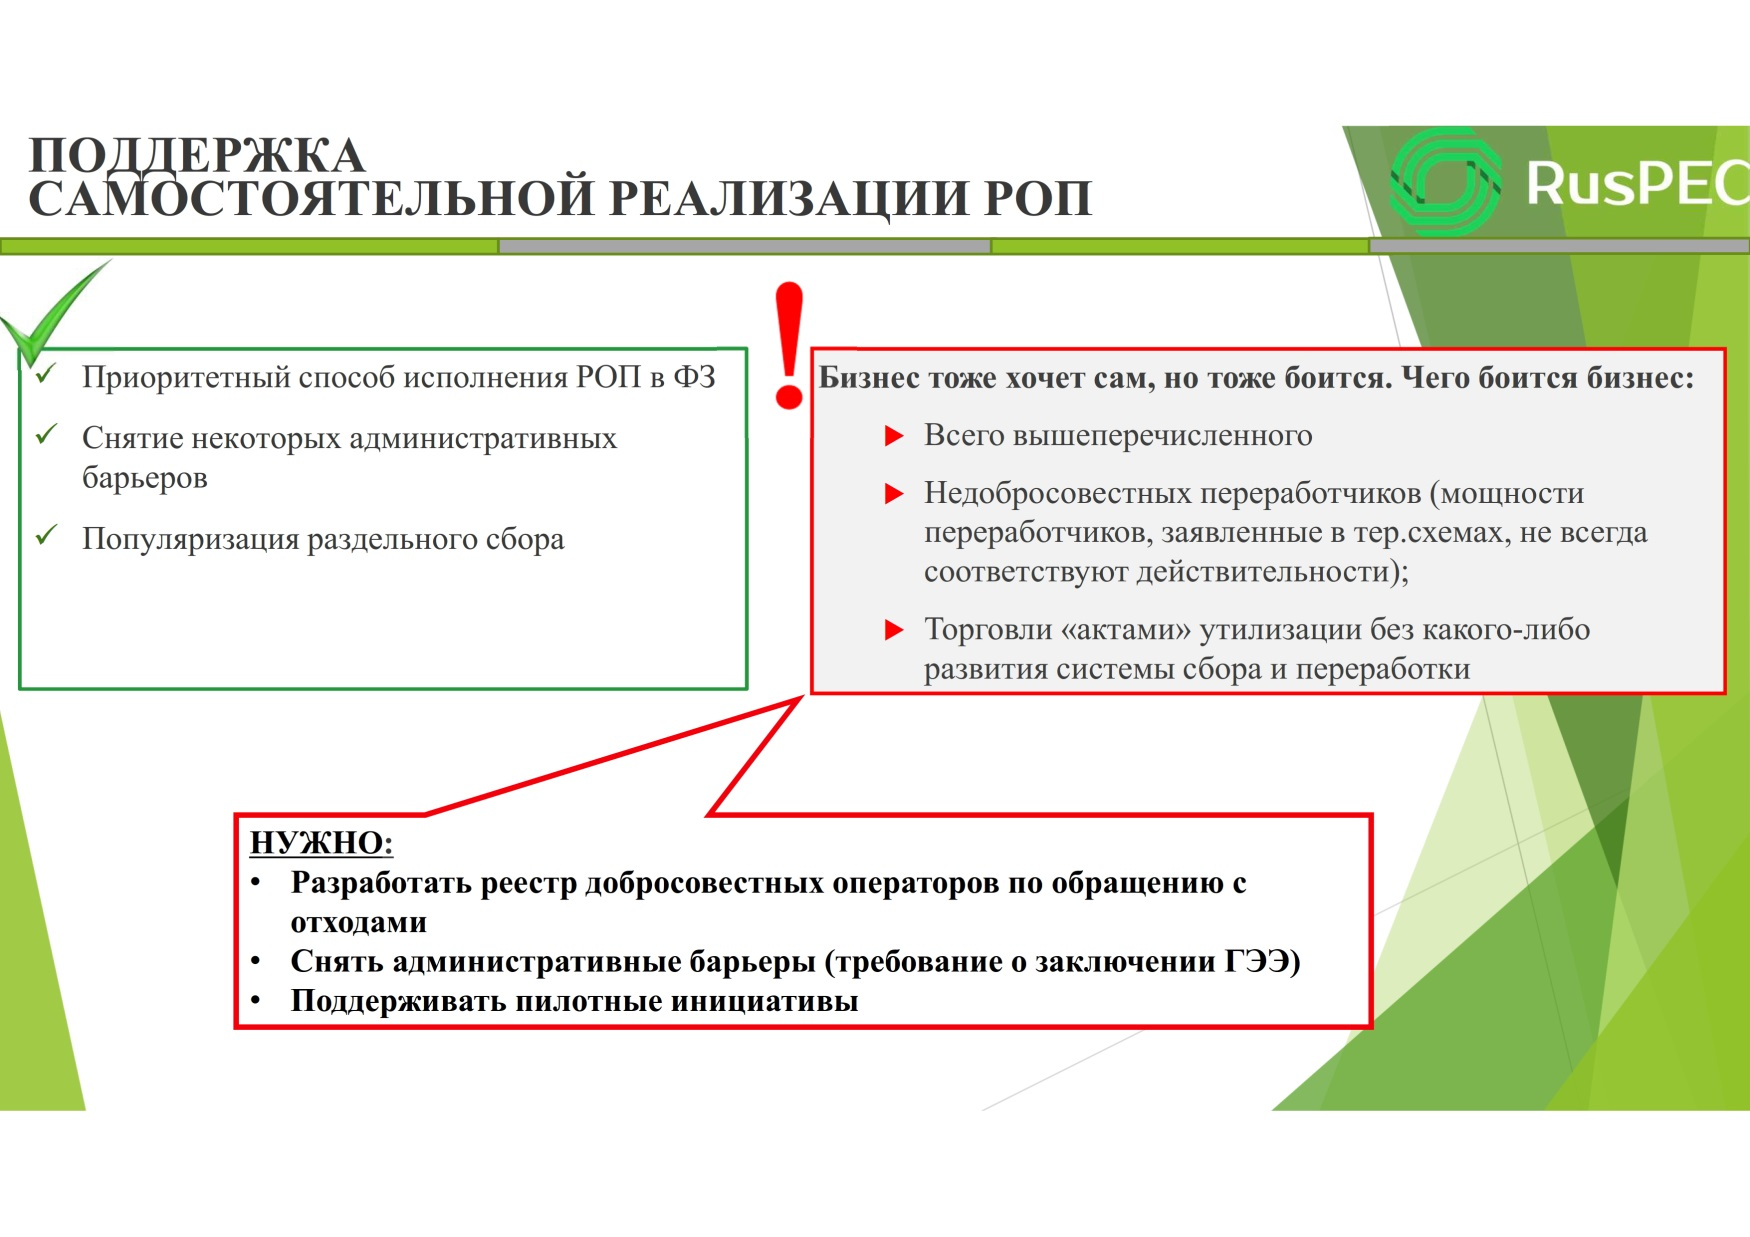 ПОДДЕРЖКА
САМОСТОЯТЕЛЬНОЙ РЕАЛИЗАЦИИ РОП
RusPEC
Приоритетный способ исполнения РОП в ФЗ
Снятие некоторых административных
барьеров
Популяризация раздельного сбора
Бизнес тоже хочет сам, но тоже боится. Чего боится бизнес:
Всего вышеперечисленного
Недобросовестных переработчиков (мощности
переработчиков, заявленные в тер.схемах, не всегда
соответствуют действительности);
Торговли «актами» утилизации без какого-либо
развития системы сбора и переработки
НУЖНО:
• Разработать реестр добросовестных операторов по обращению с
отходами
• Снять административные барьеры (требование о заключении ГЭЭ)
• Поддерживать пилотные инициативы